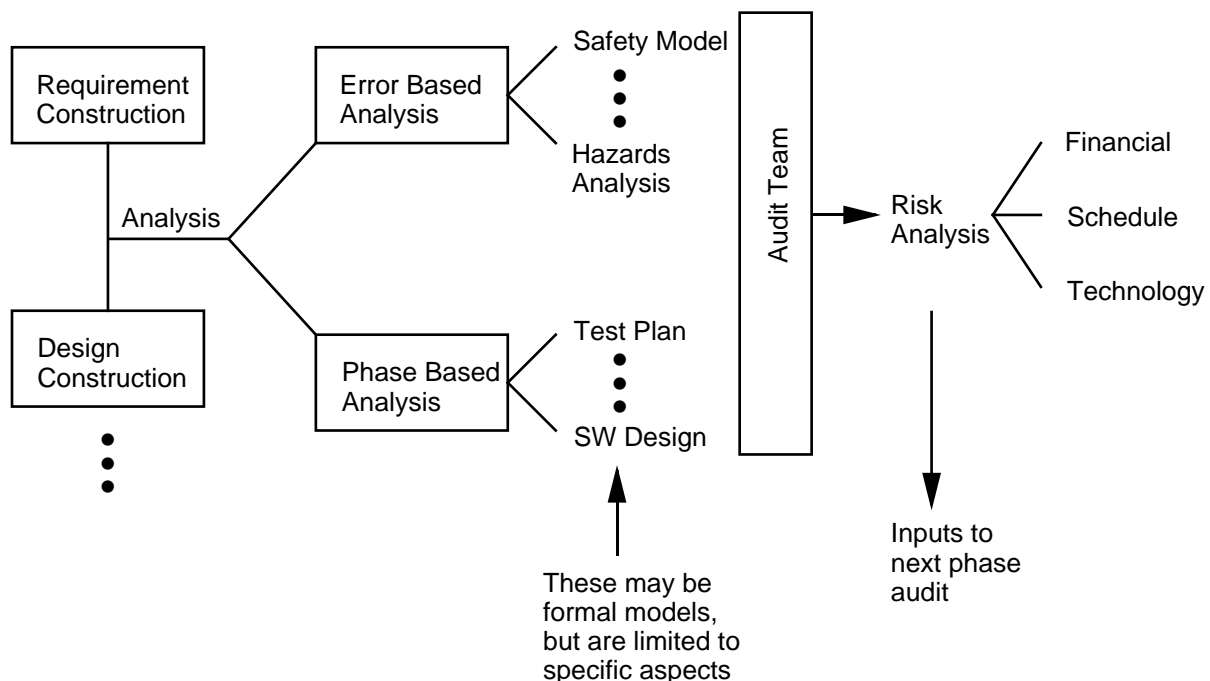 Requirement
Construction
Analysis
Design
Construction
Error Based
Analysis
Phase Based
Analysis
Safety Model
Hazards
Analysis
Test Plan
SW Design
These may be
formal models,
but are limited to
specific aspects
Audit Team
Risk
Analysis
Financial
Schedule
Technology
Inputs to
next phase
audit